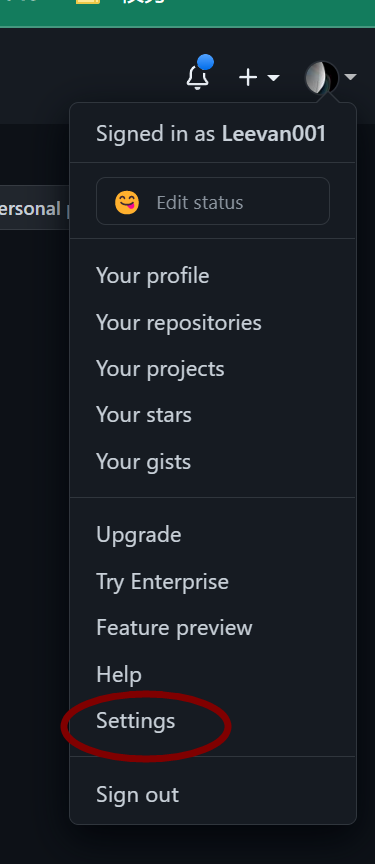 Signed in as Leevan001
Edit status
ersonal
Your profile
Your repositories
Your projects
Your stars
Your gists
Upgrade
Try Enterprise
Feature preview
Help
Settings
Sign out